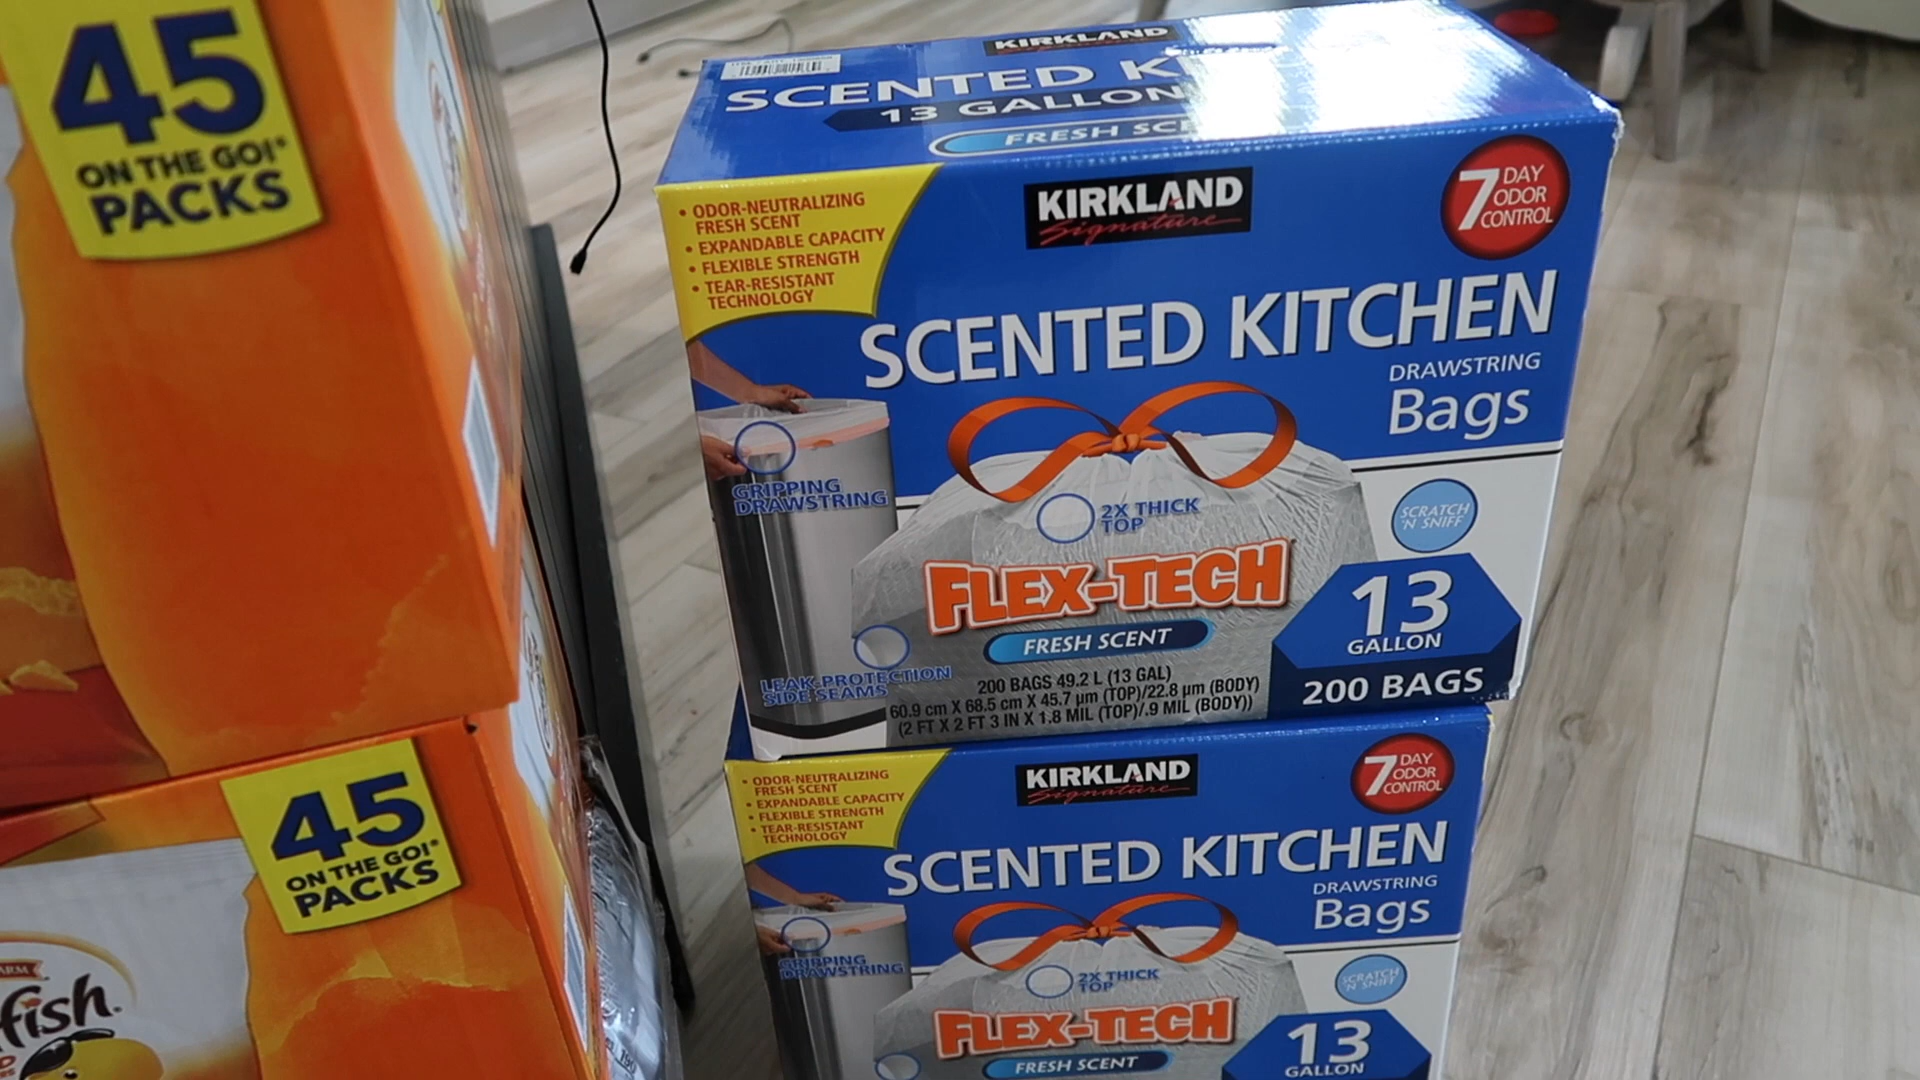 45
ON THE GO!*
PACKS
45
ON THE GO!*
PACKS
fish.
KIRKLAND
SCENTED K
13 GALLON
FRESH SC
• ODOR-NEUTRALIZING
FRESH SCENT
• EXPANDABLE CAPACITY
• FLEXIBLE STRENGTH
• TEAR-RESISTANT
TECHNOLOGY
KIRKLAND
Signature
7 DAY
ODOR
CONTROL
SCENTED KITCHEN
DRAWSTRING
Bags
GRIPPING
DRAWSTRING
2X THICK
TOP
SCRATCH
'N SNIFF
FLEX-TECH
FRESH SCENT
LEAK-PROTECTION
SIDE SEAMS
200 BAGS 49.2 L (13 GAL)
60.9 cm X 68.5 cm X 45.7 µm (TOP)/22.8 µm (BODY)
(2 FT X 2 FT 3 IN X 1.8 MIL (TOP)/.9 MIL (BODY))
13
GALLON
200 BAGS
• ODOR-NEUTRALIZING
FRESH SCENT
• EXPANDABLE CAPACITY
• FLEXIBLE STRENGTH
• TEAR-RESISTANT
TECHNOLOGY
KIRKLAND
Signature
7 DAY
ODOR
CONTROL
SCENTED KITCHEN
DRAWSTRING
Bags
GRIPPING
DRAWSTRING
2X THICK
TOP
SCRATCH
'N SNIFF
FLEX-TECH
FRESH SCENT
13
GALLON